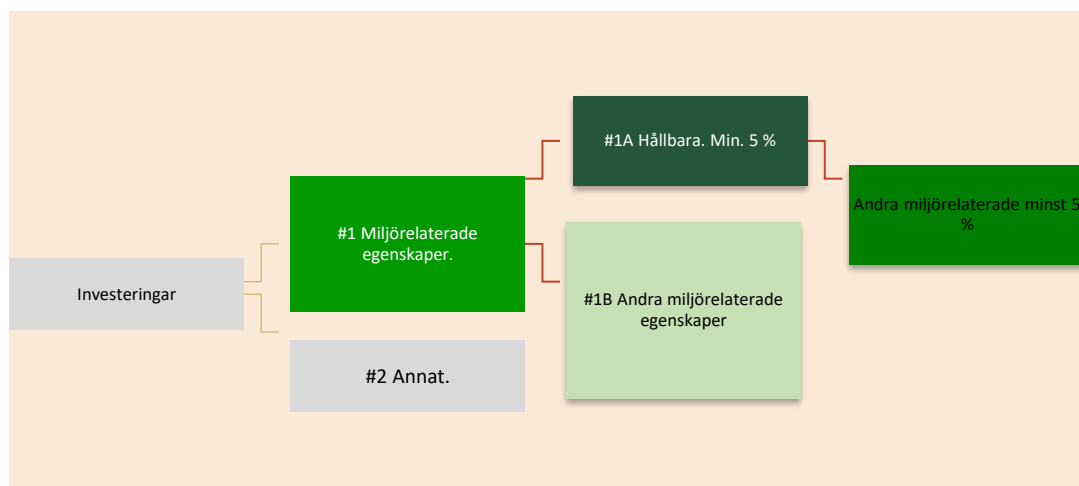 #1A Hållbara. Min. 5 %
Andra miljörelaterade minst 5
%
#1 Miljörelaterade
egenskaper.
Investeringar
#1B Andra miljörelaterade
egenskaper
#2 Annat.